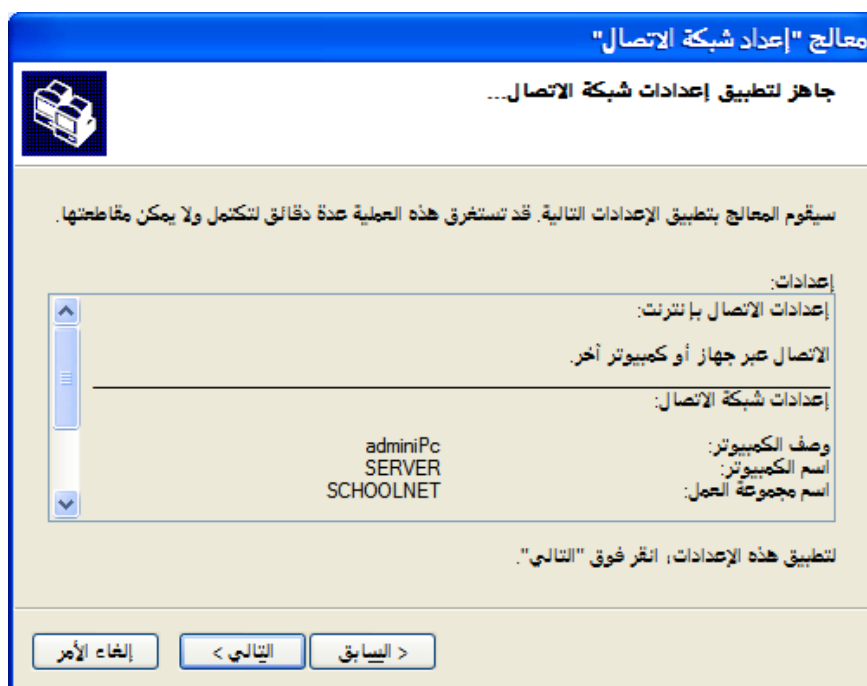 معالج "إعداد شبكة الاتصال"
جاهز لتطبيق إعدادات شبكة الاتصال...
سيقوم المعالج بتطبيق الإعدادات التالية. قد تستغرق هذه العملية عدة دقائق لتكتمل ولا يمكن مقاطعتها.
إعدادات:
إعدادات الاتصال بإنترنت:
الاتصال عبر جهاز أو كمبيوتر آخر.
إعدادات شبكة الاتصال:
وصف الكمبيوتر: adminiPc
اسم الكمبيوتر: SERVER
اسم مجموعة العمل: SCHOOLNET
لتطبيق هذه الإعدادات، انقر فوق "التالي".
< السابق التالي > إلغاء الأمر